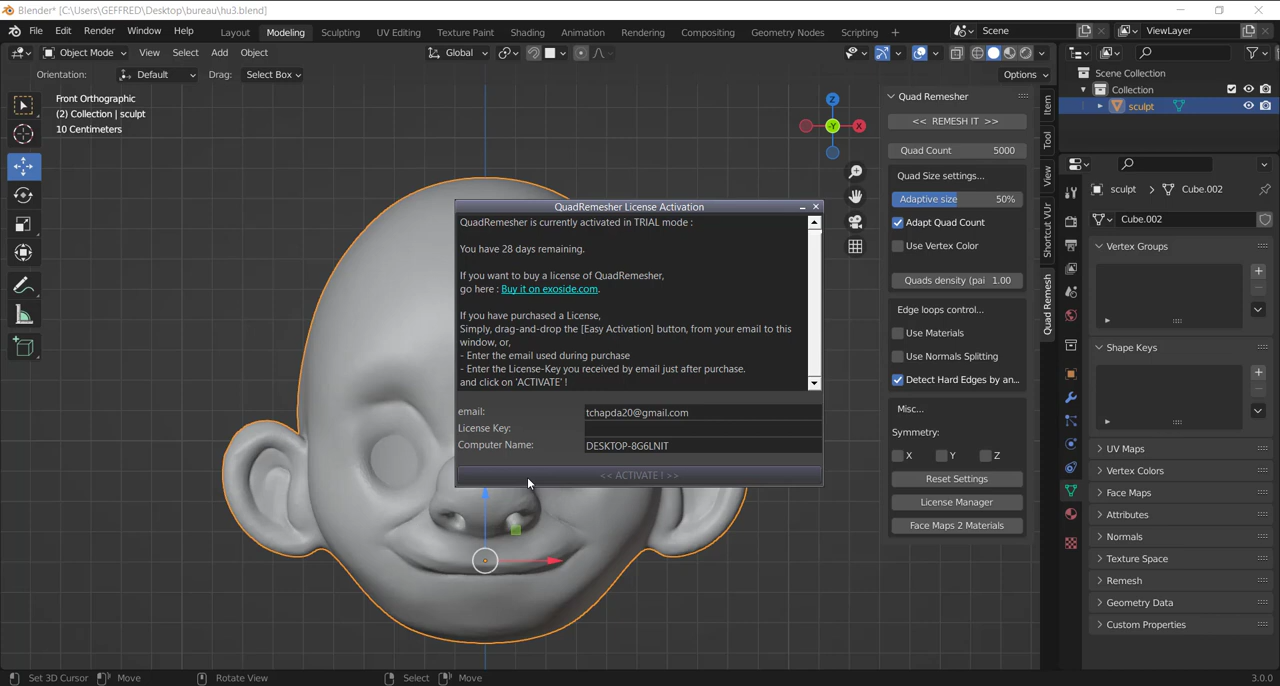 Blender* [C:\Users\GEFFRED\Desktop\bureau\hu3.blend]
File Edit Render Window Help Layout Modeling Sculpting UV Editing Texture Paint Shading Animation Rendering Compositing Geometry Nodes Scripting + Scene ViewLayer
Object Mode View Select Add Object Global Options
Orientation: Default Drag: Select Box
Front Orthographic
(2) Collection | sculpt
10 Centimeters
Z
-Y
X
QuadRemesher License Activation
QuadRemesher is currently activated in TRIAL mode :
You have 28 days remaining.
If you want to buy a license of QuadRemesher,
go here : Buy it on exoside.com.
If you have purchased a License,
Simply, drag-and-drop the [Easy Activation] button, from your email to this
window, or,
- Enter the email used during purchase
- Enter the License-Key you received by email just after purchase.
and click on 'ACTIVATE' !
email: tchapda20@gmail.com
License Key:
Computer Name: DESKTOP-8G6LNIT
<< ACTIVATE ! >>
Quad Remesher
<< REMESH IT >>
Quad Count 5000
Quad Size settings...
Adaptive size 50%
Adapt Quad Count
Use Vertex Color
Quads density (pai 1.00
Edge loops control...
Use Materials
Use Normals Splitting
Detect Hard Edges by an...
Misc...
Symmetry:
X Y Z
Reset Settings
License Manager
Face Maps 2 Materials
Item
Tool
View
Shortcut VUr
Quad Remesh
Scene Collection
Collection
sculpt
sculpt > Cube.002
Cube.002
Vertex Groups
Shape Keys
UV Maps
Vertex Colors
Face Maps
Attributes
Normals
Texture Space
Remesh
Geometry Data
Custom Properties
Set 3D Cursor Move Rotate View Select Move 3.0.0